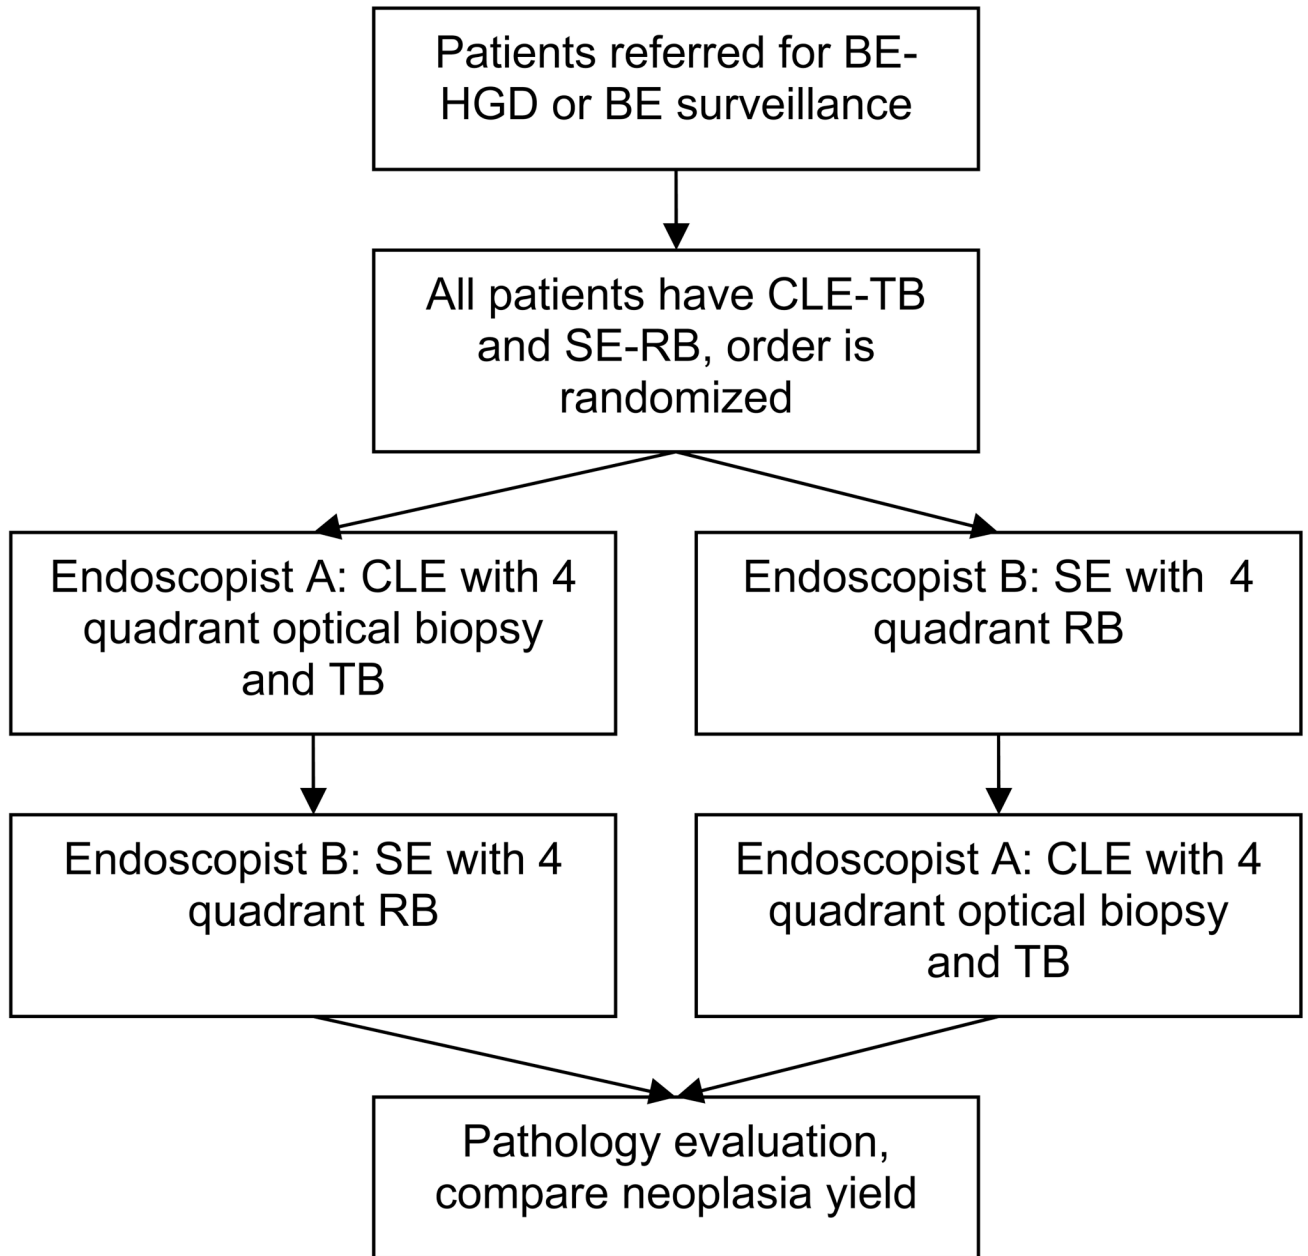 Patients referred for BE-
HGD or BE surveillance
All patients have CLE-TB
and SE-RB, order is
randomized
Endoscopist A: CLE with 4
quadrant optical biopsy
and TB
Endoscopist B: SE with  4
quadrant RB
Endoscopist B: SE with 4
quadrant RB
Endoscopist A: CLE with 4
quadrant optical biopsy
and TB
Pathology evaluation,
compare neoplasia yield